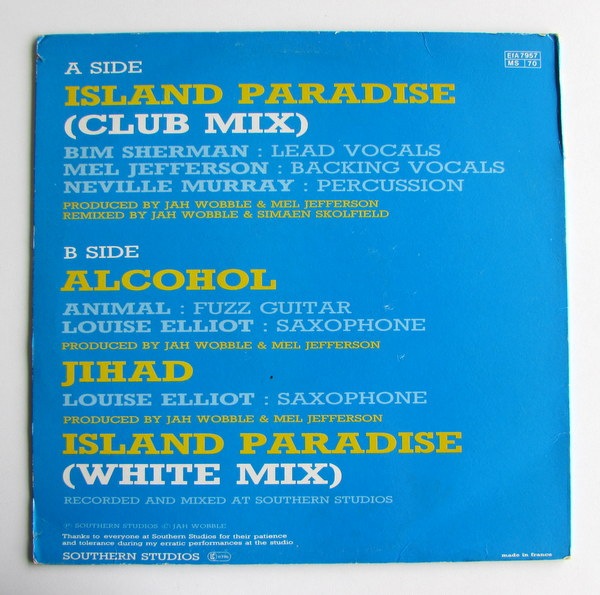 EfA 7957
MS 70
A SIDE
ISLAND PARADISE
(CLUB MIX)
BIM SHERMAN : LEAD VOCALS
MEL JEFFERSON : BACKING VOCALS
NEVILLE MURRAY : PERCUSSION
PRODUCED BY JAH WOBBLE & MEL JEFFERSON
REMIXED BY JAH WOBBLE & SIMAEN SKOLFIELD
B SIDE
ALCOHOL
ANIMAL : FUZZ GUITAR
LOUISE ELLIOT : SAXOPHONE
PRODUCED BY JAH WOBBLE & MEL JEFFERSON
JIHAD
LOUISE ELLIOT : SAXOPHONE
PRODUCED BY JAH WOBBLE & MEL JEFFERSON
ISLAND PARADISE
(WHITE MIX)
RECORDED AND MIXED AT SOUTHERN STUDIOS
℗ SOUTHERN STUDIOS © JAH WOBBLE
Thanks to everyone at Southern Studios for their patience
and tolerance during my erratic performances at the studio
SOUTHERN STUDIOS
made in france